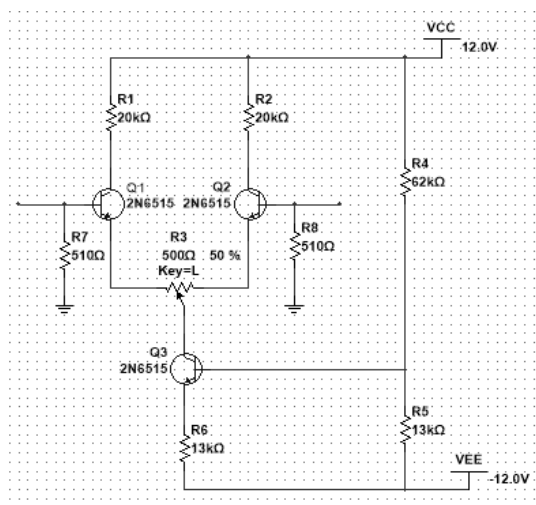 VCC
12.0V
R1
20kΩ
R2
20kΩ
R4
62kΩ
Q1
2N6515
Q2
2N6515
R7
510Ω
R3
500Ω 50 %
Key=L
R8
510Ω
Q3
2N6515
R6
13kΩ
R5
13kΩ
VEE
-12.0V